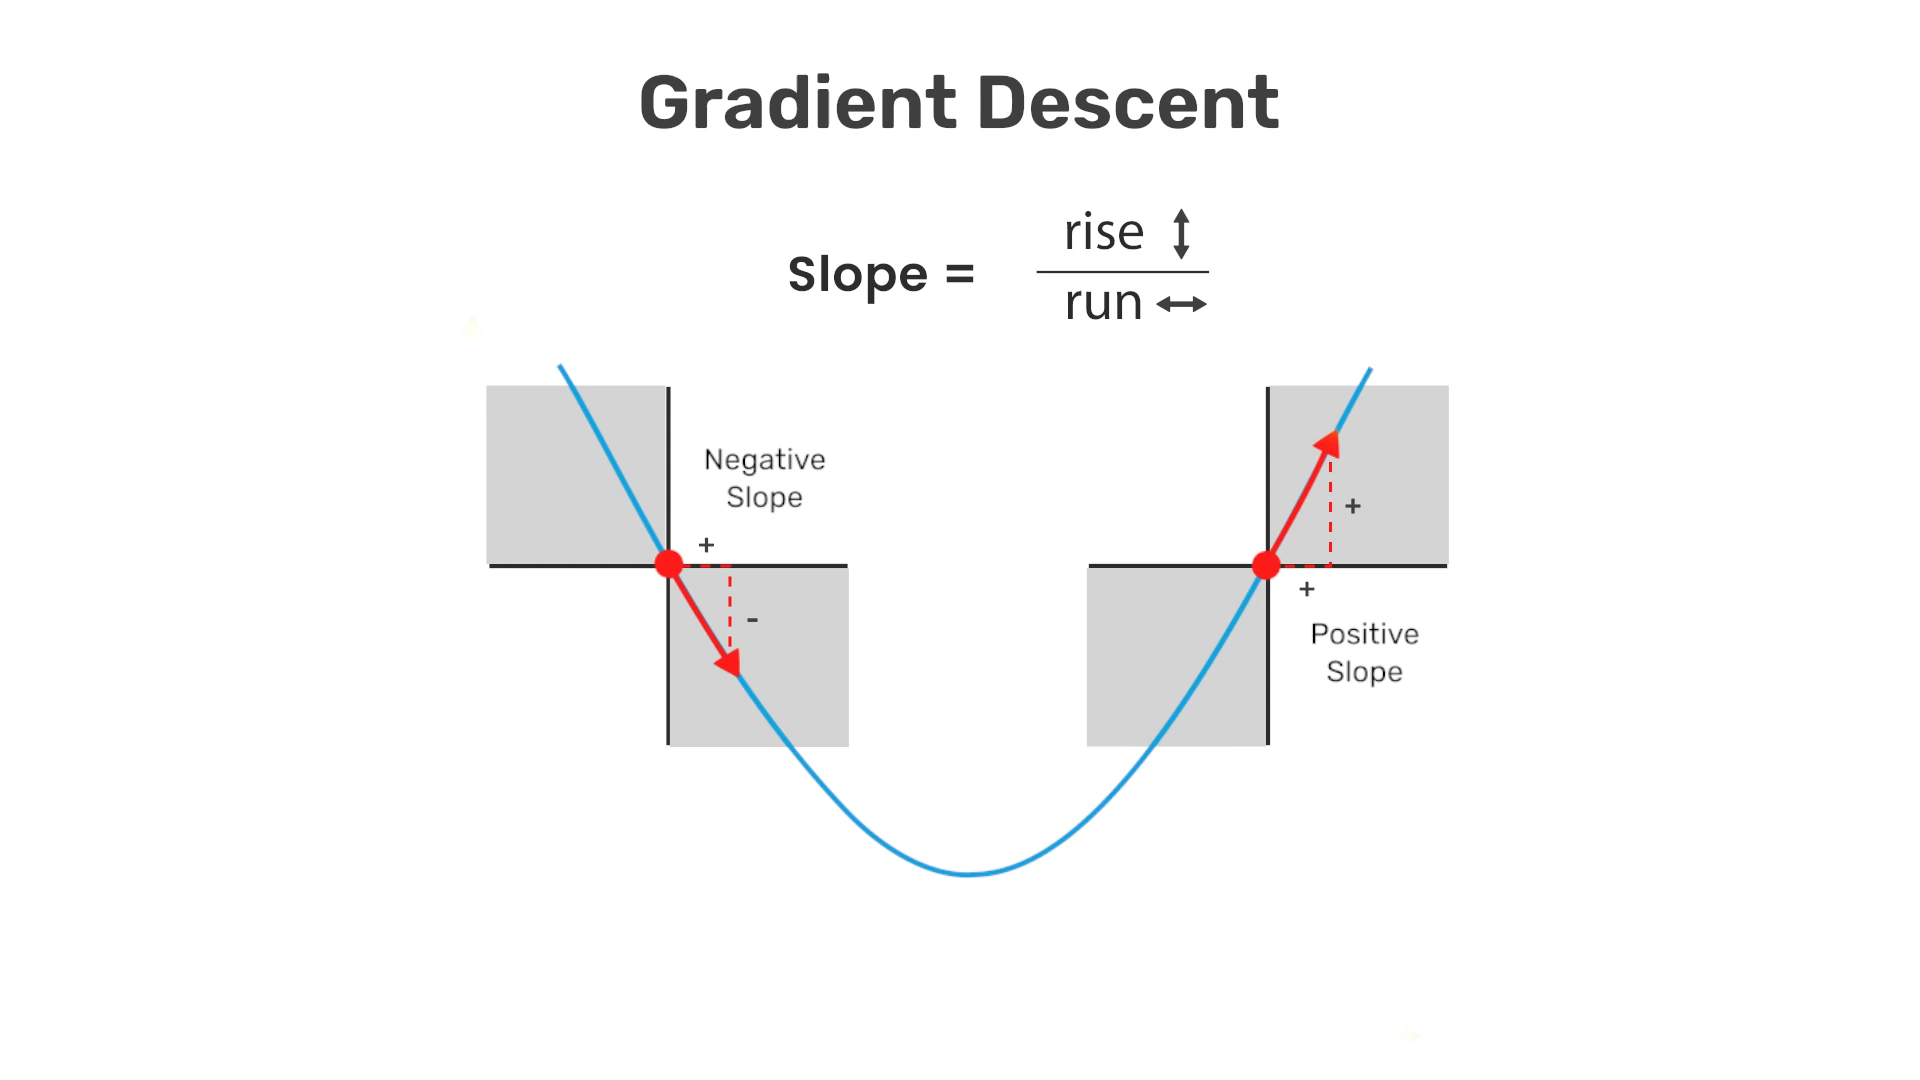 Gradient Descent
Slope =
rise
run
Negative
Slope
+
-
+
+
Positive
Slope